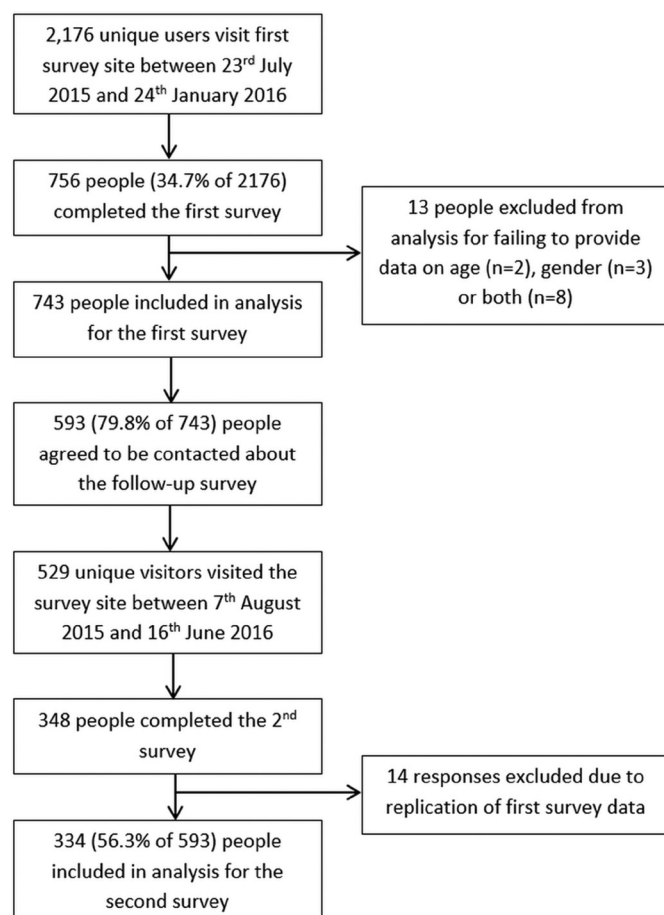 2,176 unique users visit first
survey site between 23rd July
2015 and 24th January 2016
756 people (34.7% of 2176)
completed the first survey
13 people excluded from
analysis for failing to provide
data on age (n=2), gender (n=3)
or both (n=8)
743 people included in analysis
for the first survey
593 (79.8% of 743) people
agreed to be contacted about
the follow-up survey
529 unique visitors visited the
survey site between 7th August
2015 and 16th June 2016
348 people completed the 2nd
survey
14 responses excluded due to
replication of first survey data
334 (56.3% of 593) people
included in analysis for the
second survey